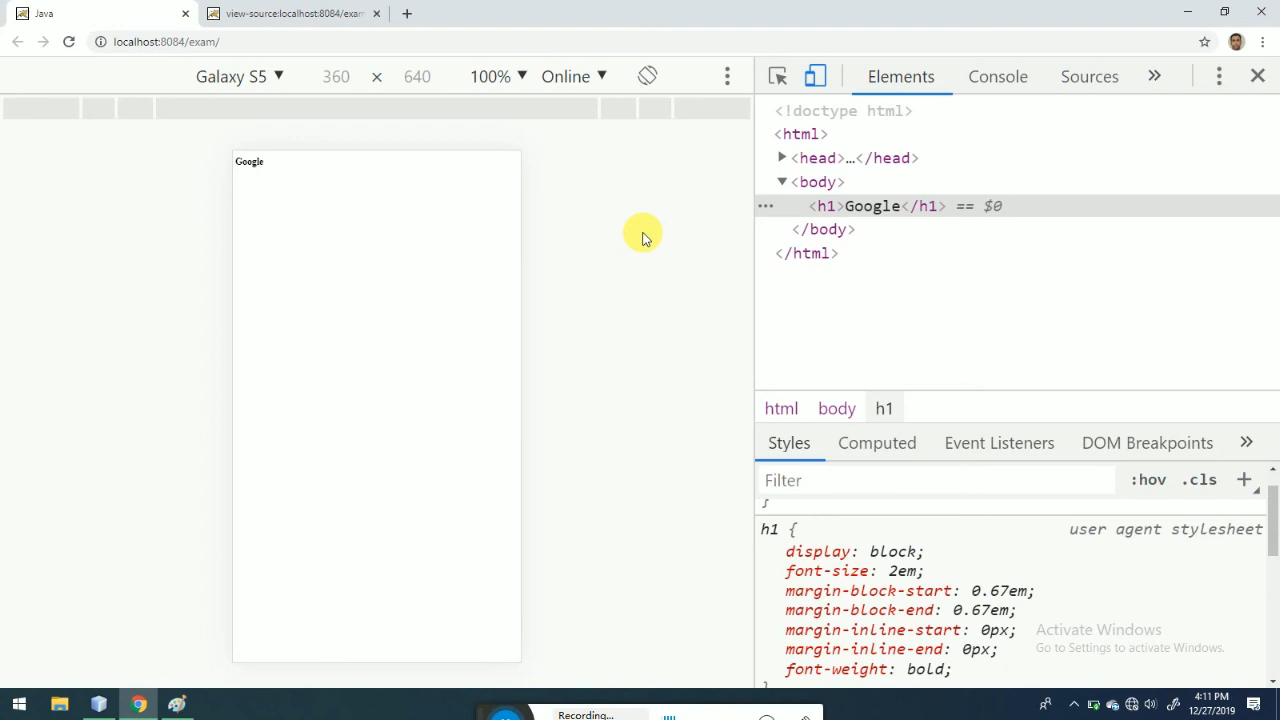 Java
view-source:localhost:8084/exam
localhost:8084/exam/
Galaxy S5 ▼ 360 × 640 100% ▼ Online ▼
Elements Console Sources »
Google
<!doctype html>
<html>
<head>…</head>
<body>
<h1>Google</h1> == $0
</body>
</html>
html body h1
Styles Computed Event Listeners DOM Breakpoints »
Filter :hov .cls +
}
h1 { user agent stylesheet
display: block;
font-size: 2em;
margin-block-start: 0.67em;
margin-block-end: 0.67em;
margin-inline-start: 0px;
margin-inline-end: 0px;
font-weight: bold;
}
Activate Windows
Go to Settings to activate Windows.
Recording...
4:11 PM
12/27/2019